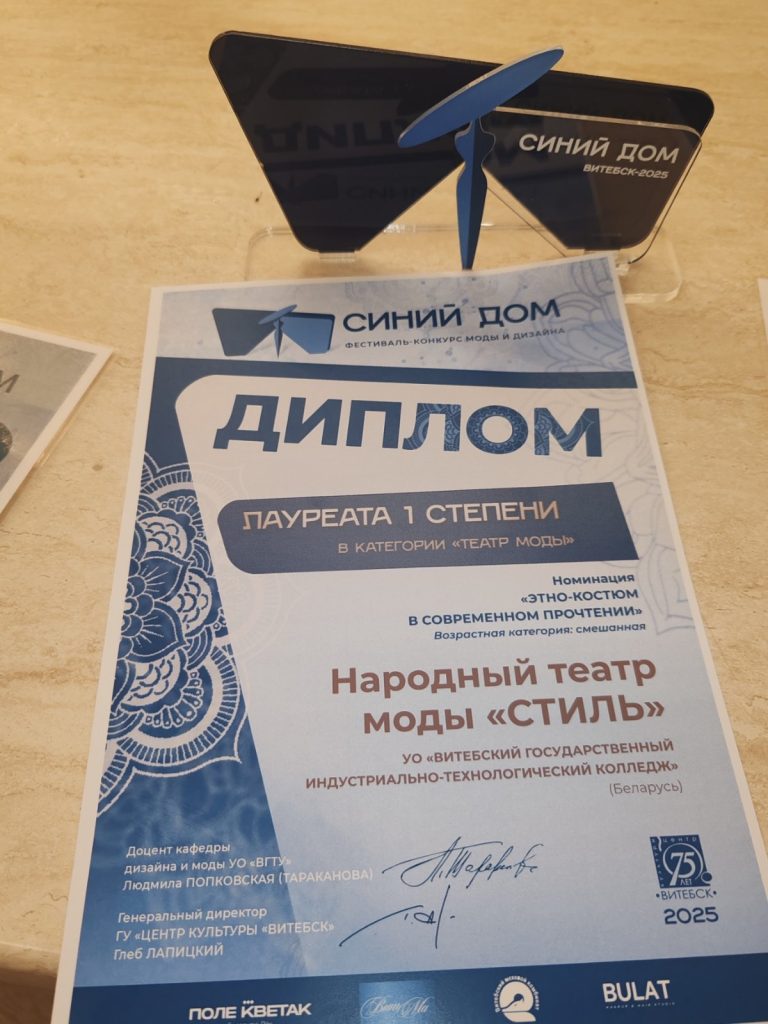 СИНИЙ ДОМ
ВИТЕБСК-2025
СИНИЙ ДОМ
ФЕСТИВАЛЬ-КОНКУРС МОДЫ И ДИЗАЙНА
ДИПЛОМ
ЛАУРЕАТА 1 СТЕПЕНИ
В КАТЕГОРИИ «ТЕАТР МОДЫ»
Номинация
«ЭТНО-КОСТЮМ
В СОВРЕМЕННОМ ПРОЧТЕНИИ»
Возрастная категория: смешанная
Народный театр
моды «СТИЛЬ»
УО «ВИТЕБСКИЙ ГОСУДАРСТВЕННЫЙ
ИНДУСТРИАЛЬНО-ТЕХНОЛОГИЧЕСКИЙ КОЛЛЕДЖ»
(Беларусь)
Доцент кафедры
дизайна и моды УО «ВГТУ»
Людмила ПОПКОВСКАЯ (ТАРАКАНОВА)
Генеральный директор
ГУ «ЦЕНТР КУЛЬТУРЫ «ВИТЕБСК»
Глеб ЛАПИЦКИЙ
центр
75
ЛЕТ
•ВИТЕБСК•
2025
ПОЛЕ КВЕТАК
BULAT